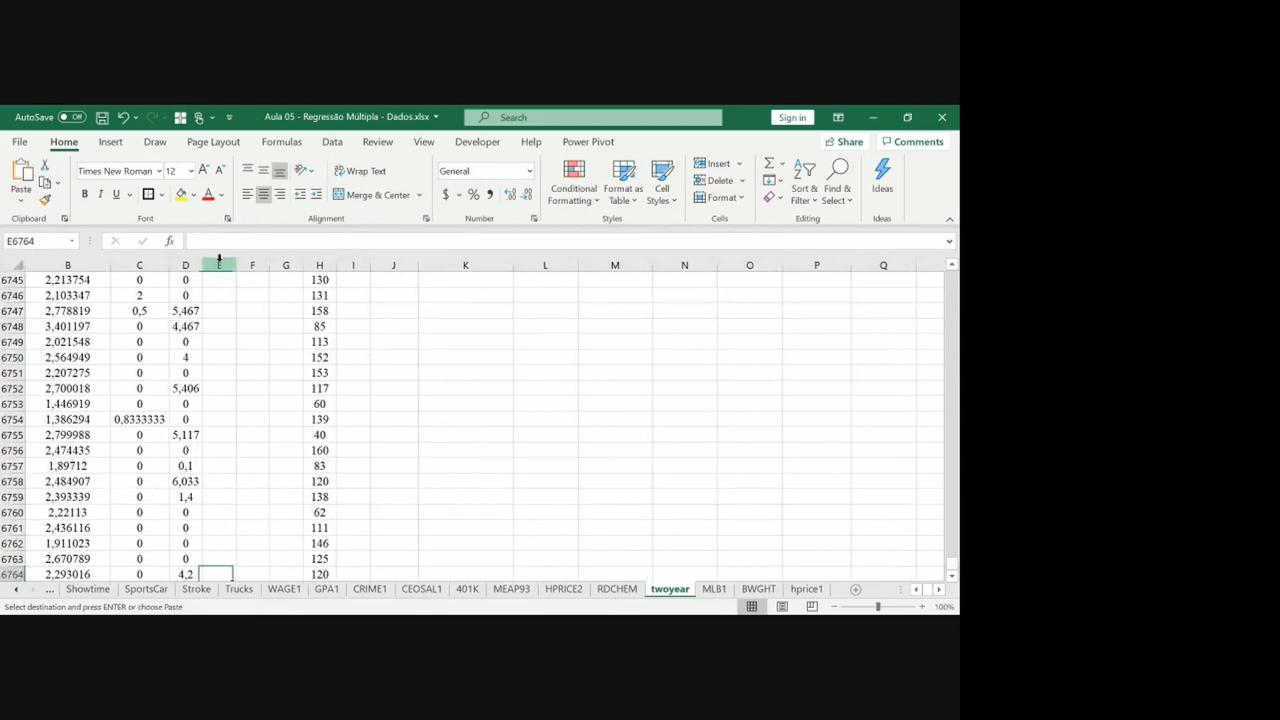 AutoSave Off Aula 05 - Regressão Múltipla - Dados.xlsx Search Sign in
File Home Insert Draw Page Layout Formulas Data Review View Developer Help Power Pivot Share Comments
Times New Roman 12 Wrap Text General Insert
Paste B I U Merge & Center $ % Conditional Formatting Format as Table Cell Styles Delete Format Sort & Filter Find & Select Ideas
Clipboard Font Alignment Number Styles Cells Editing Ideas
E6764 fx
B C D E F G H I J K L M N O P Q
6745 2,213754 0 0 130
6746 2,103347 2 0 131
6747 2,778819 0,5 5,467 158
6748 3,401197 0 4,467 85
6749 2,021548 0 0 113
6750 2,564949 0 4 152
6751 2,207275 0 0 153
6752 2,700018 0 5,406 117
6753 1,446919 0 0 60
6754 1,386294 0,8333333 0 139
6755 2,799988 0 5,117 40
6756 2,474435 0 0 160
6757 1,89712 0 0,1 83
6758 2,484907 0 6,033 120
6759 2,393339 0 1,4 138
6760 2,22113 0 0 62
6761 2,436116 0 0 111
6762 1,911023 0 0 146
6763 2,670789 0 0 125
6764 2,293016 0 4,2 120
... Showtime SportsCar Stroke Trucks WAGE1 GPA1 CRIME1 CEOSAL1 401K MEAP93 HPRICE2 RDCHEM twoyear MLB1 BWGHT hprice1
Select destination and press ENTER or choose Paste 100%